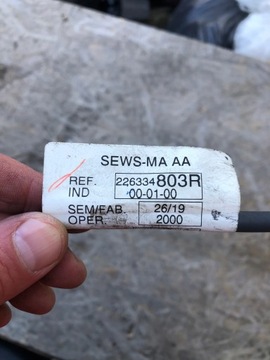 SEWS-MA AA
REF. 226334803R
IND 00-01-00
SEM/FAB. 26/19
OPER. 2000